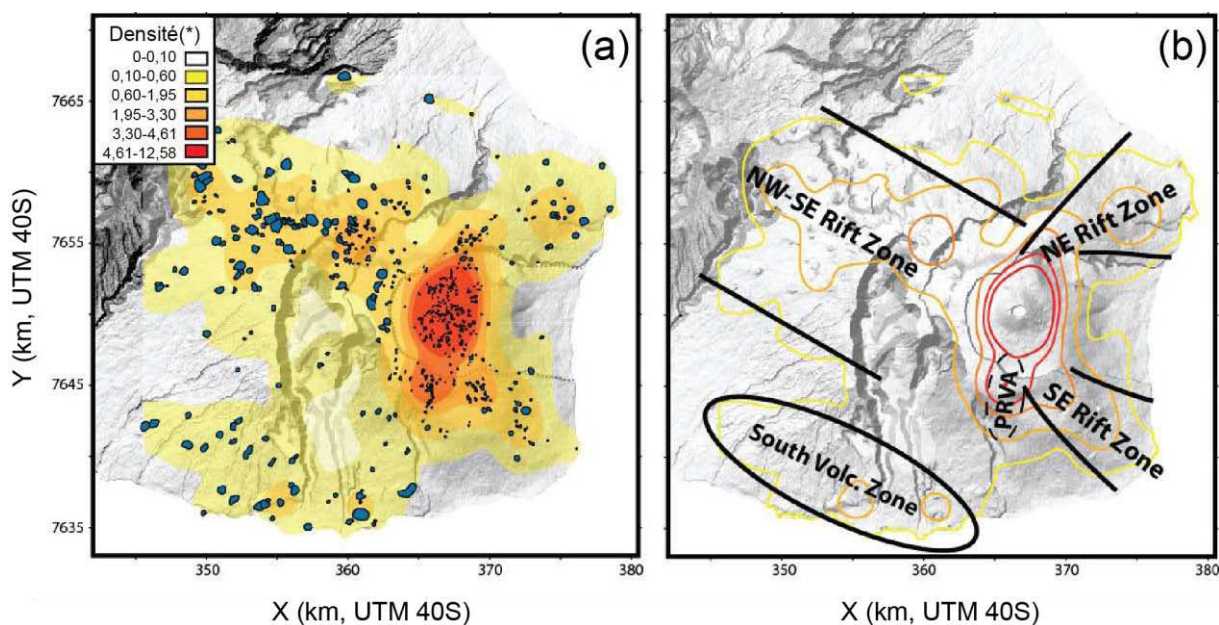 Densité(*)
0-0,10
0,10-0,60
0,60-1,95
1,95-3,30
3,30-4,61
4,61-12,58
(a)
7665
7655
7645
7635
Y (km, UTM 40S)
350
360
370
380
X (km, UTM 40S)
(b)
NW-SE Rift Zone
NE Rift Zone
PRVA
SE Rift Zone
South Volc. Zone
350
360
370
380
X (km, UTM 40S)